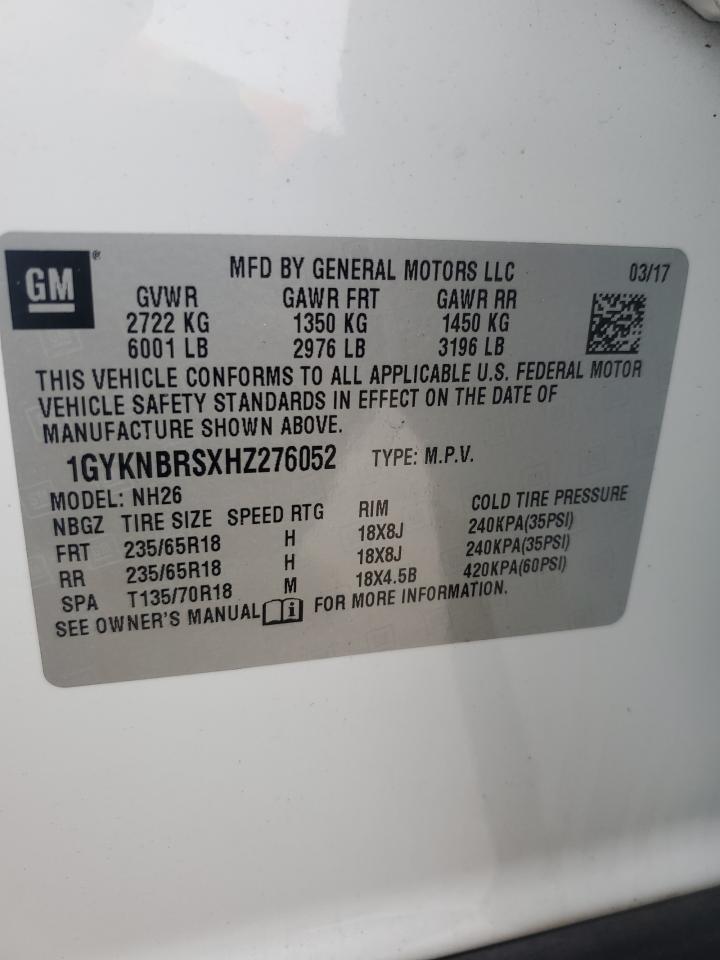 GM ® MFD BY GENERAL MOTORS LLC 03/17
GVWR GAWR FRT GAWR RR
2722 KG 1350 KG 1450 KG
6001 LB 2976 LB 3196 LB
THIS VEHICLE CONFORMS TO ALL APPLICABLE U.S. FEDERAL MOTOR
VEHICLE SAFETY STANDARDS IN EFFECT ON THE DATE OF
MANUFACTURE SHOWN ABOVE.
1GYKNBRSXHZ276052 TYPE: M.P.V.
MODEL: NH26
NBGZ TIRE SIZE SPEED RTG RIM COLD TIRE PRESSURE
FRT 235/65R18 H 18X8J 240KPA(35PSI)
RR 235/65R18 H 18X8J 240KPA(35PSI)
SPA T135/70R18 M 18X4.5B 420KPA(60PSI)
SEE OWNER'S MANUAL i FOR MORE INFORMATION.